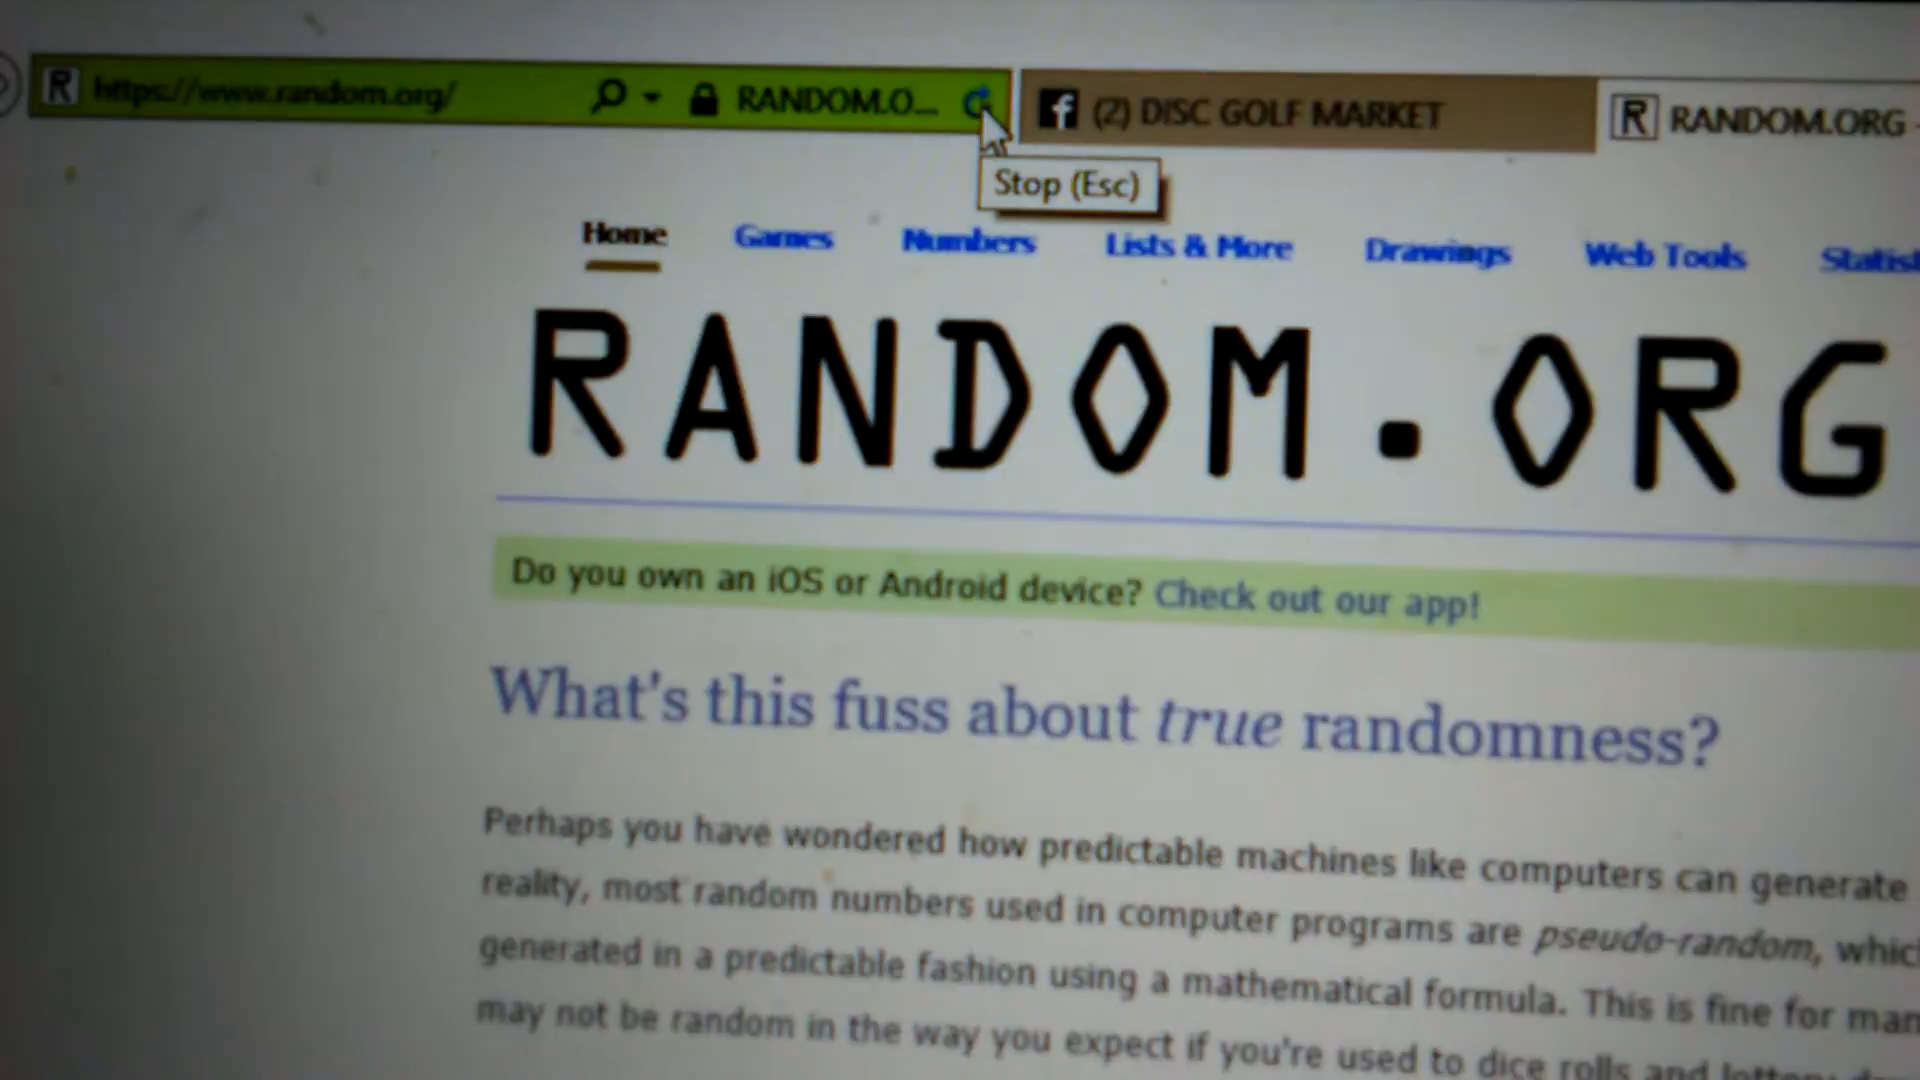 R https://www.random.org/ RANDOM.O... (2) DISC GOLF MARKET R RANDOM.ORG -
Stop (Esc)
Home Games Numbers Lists & More Drawings Web Tools Statist
RANDOM.ORG
Do you own an iOS or Android device? Check out our app!
What's this fuss about true randomness?
Perhaps you have wondered how predictable machines like computers can generate
reality, most random numbers used in computer programs are pseudo-random, whic
generated in a predictable fashion using a mathematical formula. This is fine for man
may not be random in the way you expect if you're used to dice rolls and lottery